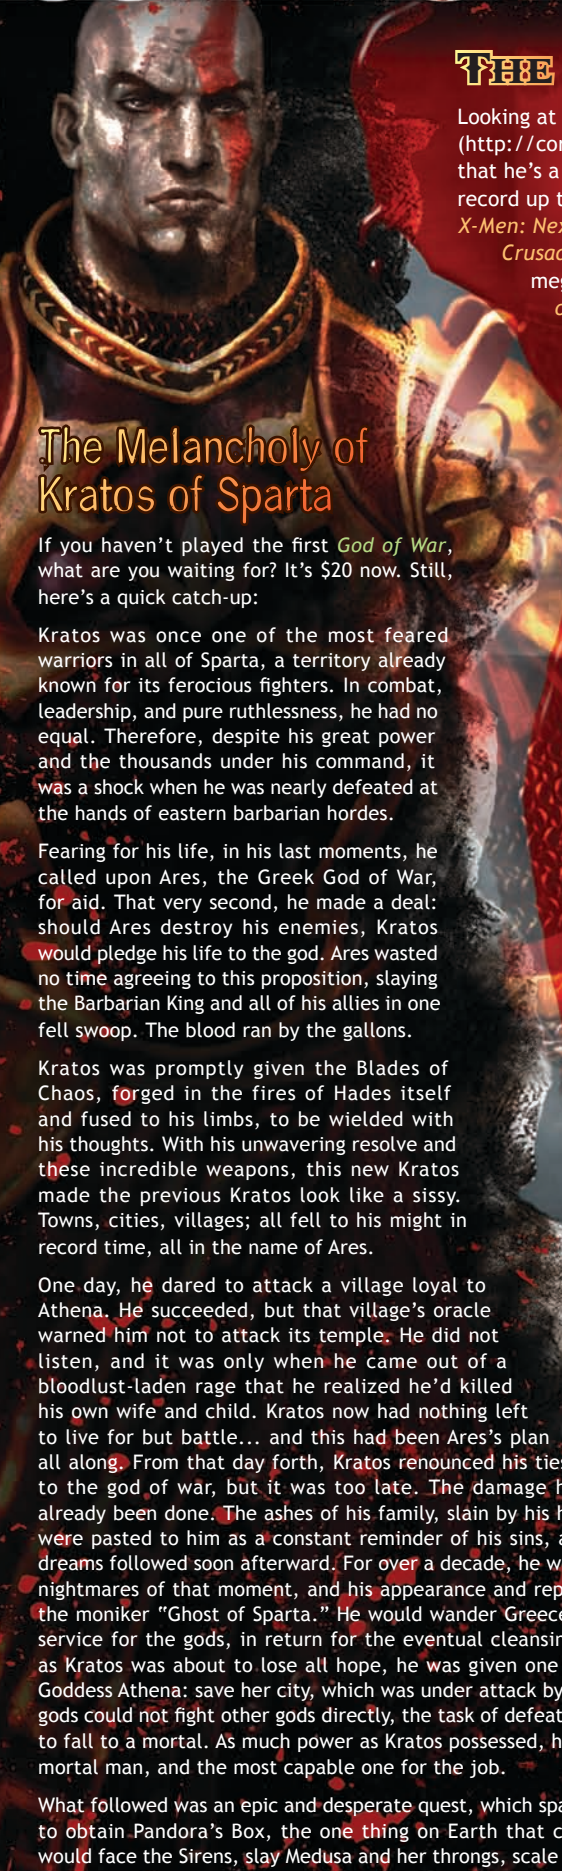 THE
Looking at
(http://co
that he's a
record up t
X-Men: Nex
Crusa
me
The Melancholy of
Kratos of Sparta
If you haven't played the first God of War,
what are you waiting for? It's $20 now. Still,
here's a quick catch-up:
Kratos was once one of the most feared
warriors in all of Sparta, a territory already
known for its ferocious fighters. In combat,
leadership, and pure ruthlessness, he had no
equal. Therefore, despite his great power
and the thousands under his command, it
was a shock when he was nearly defeated at
the hands of eastern barbarian hordes.
Fearing for his life, in his last moments, he
called upon Ares, the Greek God of War,
for aid. That very second, he made a deal:
should Ares destroy his enemies, Kratos
would pledge his life to the god. Ares wasted
no time agreeing to this proposition, slaying
the Barbarian King and all of his allies in one
fell swoop. The blood ran by the gallons.
Kratos was promptly given the Blades of
Chaos, forged in the fires of Hades itself
and fused to his limbs, to be wielded with
his thoughts. With his unwavering resolve and
these incredible weapons, this new Kratos
made the previous Kratos look like a sissy.
Towns, cities, villages; all fell to his might in
record time, all in the name of Ares.
One day, he dared to attack a village loyal to
Athena. He succeeded, but that village's oracle
warned him not to attack its temple. He did not
listen, and it was only when he came out of a
bloodlust-laden rage that he realized he'd killed
his own wife and child. Kratos now had nothing left
to live for but battle... and this had been Ares's plan
all along. From that day forth, Kratos renounced his ties
to the god of war, but it was too late. The damage h
already been done. The ashes of his family, slain by his h
were pasted to him as a constant reminder of his sins, a
dreams followed soon afterward. For over a decade, he w
nightmares of that moment, and his appearance and rep
the moniker "Ghost of Sparta." He would wander Greece
service for the gods, in return for the eventual cleansin
as Kratos was about to lose all hope, he was given one
Goddess Athena: save her city, which was under attack by
gods could not fight other gods directly, the task of defeat
to fall to a mortal. As much power as Kratos possessed, h
mortal man, and the most capable one for the job.
What followed was an epic and desperate quest, which spa
to obtain Pandora's Box, the one thing on Earth that c
would face the Sirens, slay Medusa and her throngs, scale